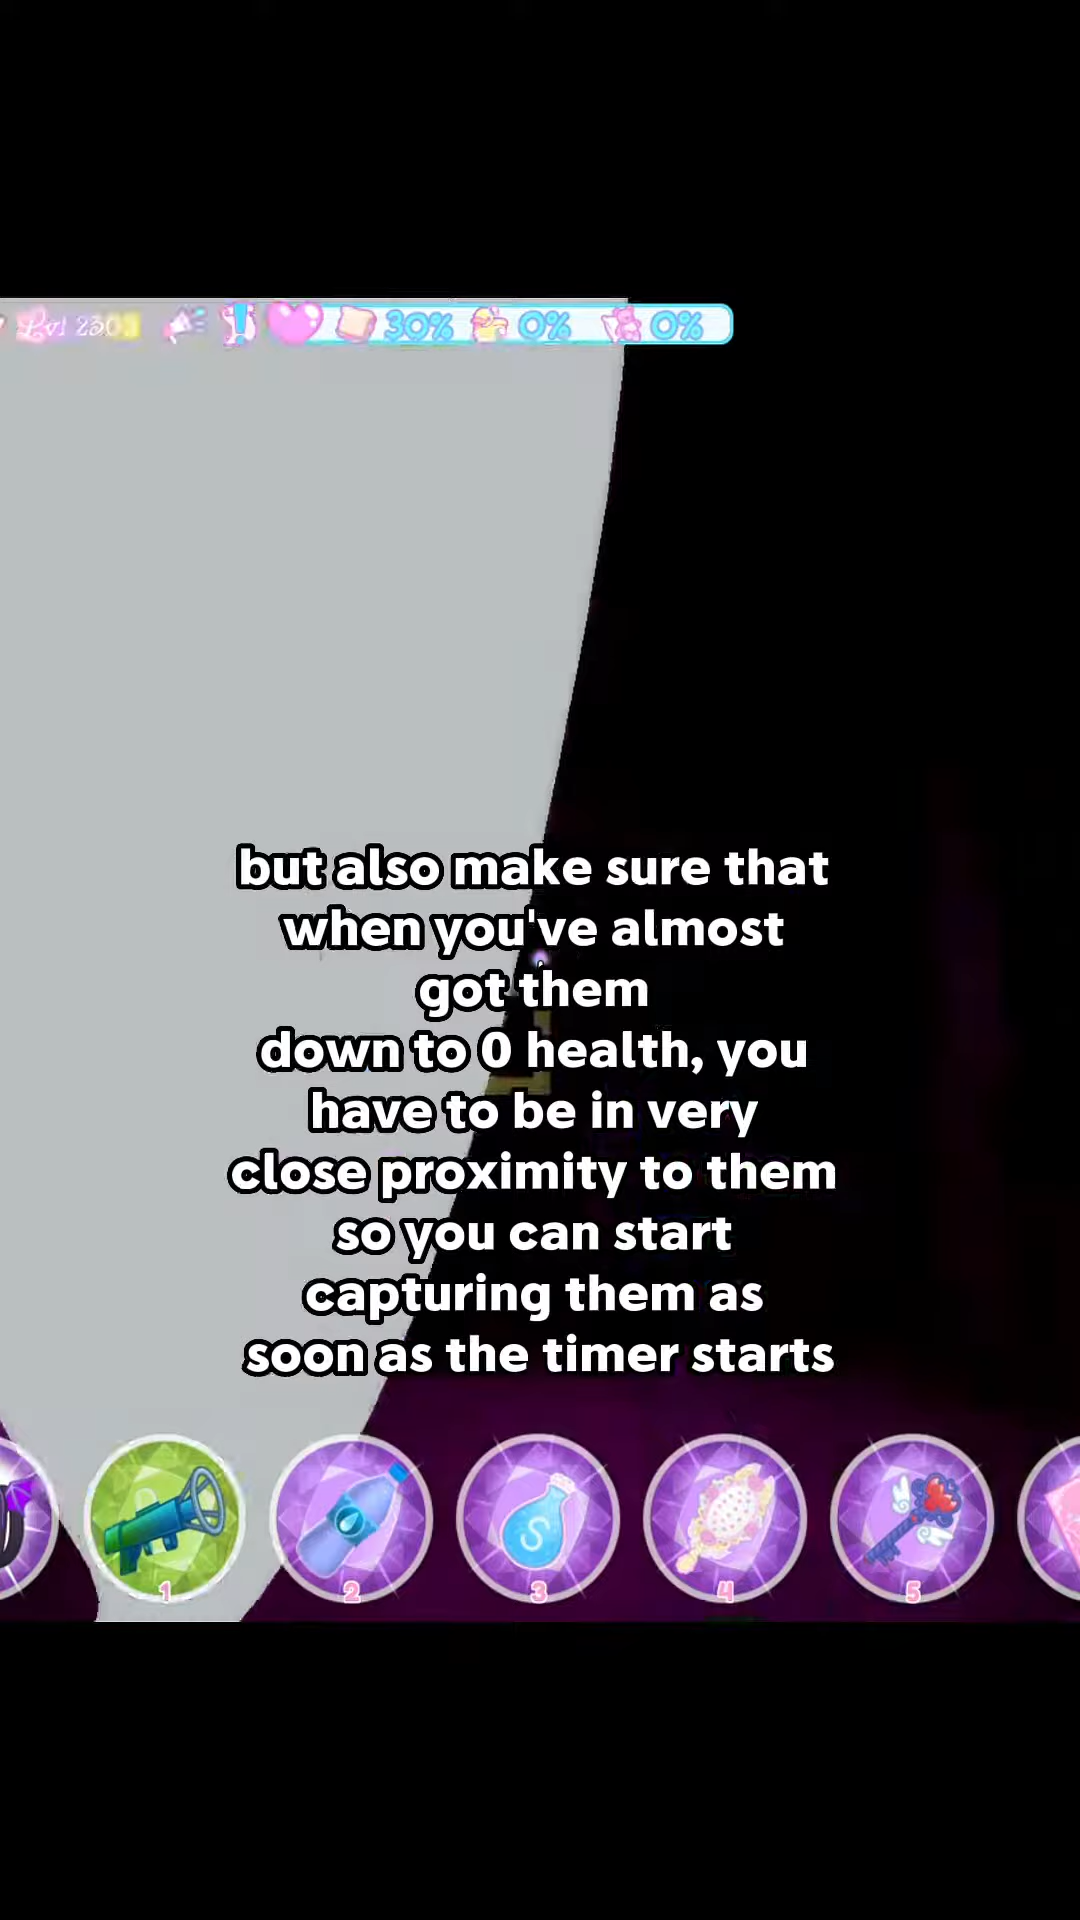 Lvl 2303
30% 0% 0%
but also make sure that
when you've almost
got them
down to 0 health, you
have to be in very
close proximity to them
so you can start
capturing them as
soon as the timer starts
S
1 2 3 4 5